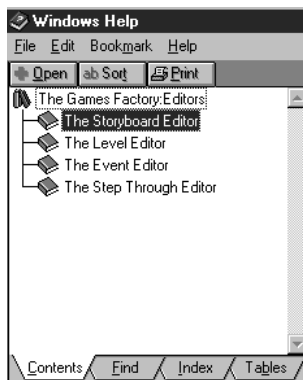 Windows Help
File Edit Bookmark Help
Open ab Sort Print
The Games Factory:Editors
The Storyboard Editor
The Level Editor
The Event Editor
The Step Through Editor
Contents Find Index Tables